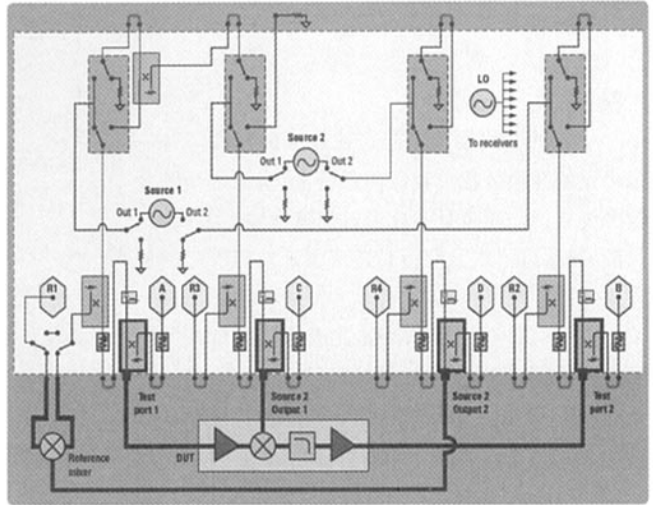 LO
To receivers
Source 2
Out 1
Out 2
Source 1
Out 1
Out 2
R1
A
R3
C
R4
D
R2
B
Test
port 1
Source 2
Output 1
Source 2
Output 2
Test
port 2
Reference
mixer
DUT